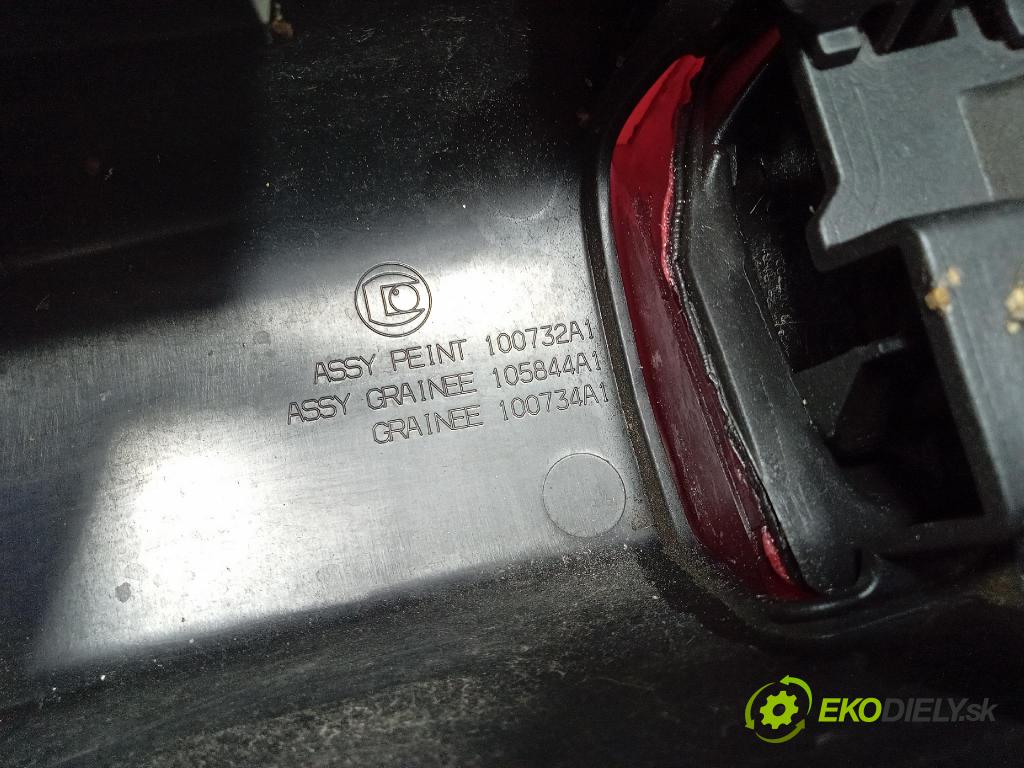 ASSY PEINT 100732A1
ASSY GRAINEE 105844A1
GRAINEE 100734A1
EKODIELY.sk